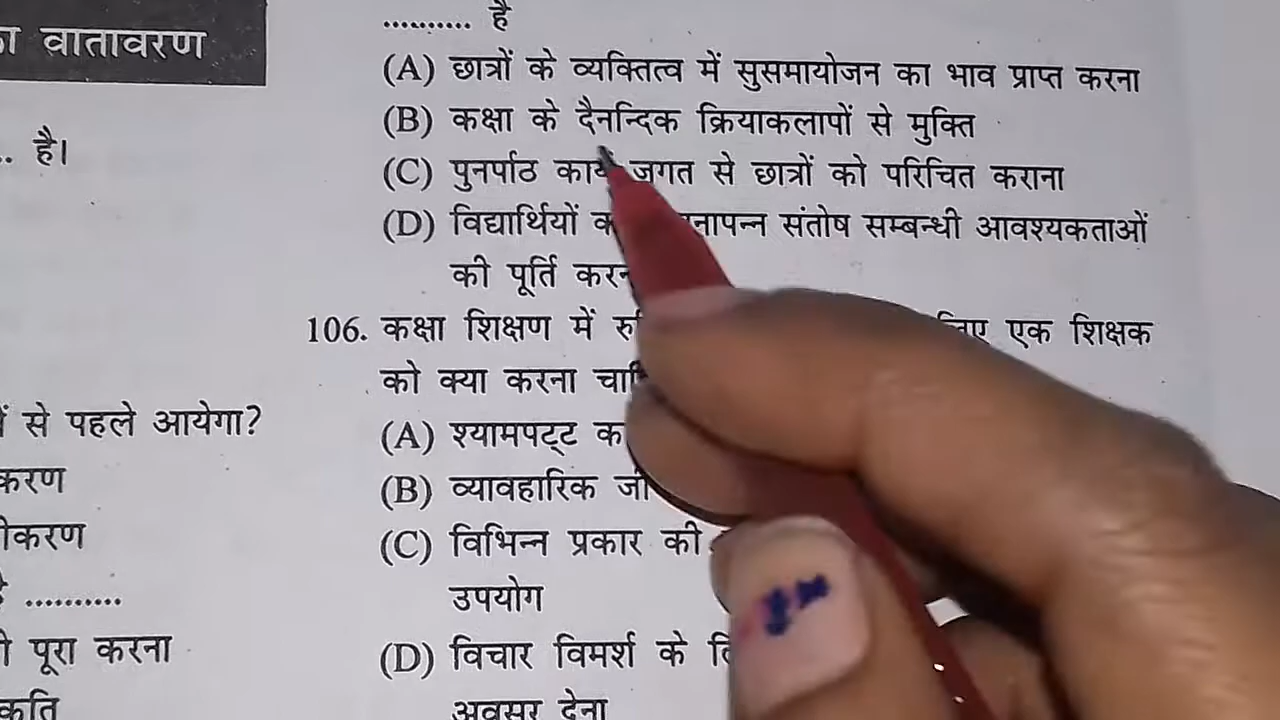 का वातावरण
.. है।
से पहले आयेगा?
करण
ीकरण
..........
पूरा करना
.......... है
(A) छात्रों के व्यक्तित्व में सुसमायोजन का भाव प्राप्त करना
(B) कक्षा के दैनन्दिक क्रियाकलापों से मुक्ति
(C) पुनर्पाठ कार्य जगत से छात्रों को परिचित कराना
(D) विद्यार्थियों संतोष सम्बन्धी आवश्यकताओं
की पूर्ति
106. कक्षा शिक्षण में एक शिक्षक
को क्या करना
(A) श्यामपट्ट
(B) व्यावहारिक
(C) विभिन्न प्रकार की
उपयोग
(D) विचार विमर्श के
अवसर देना